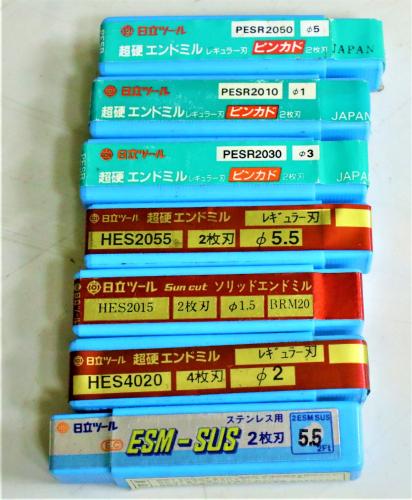 日立ツール PESR2050 φ5
超硬 エンドミル レギュラー刃 ピンカド 2枚刃 JAPAN
日立ツール PESR2010 φ1
超硬 エンドミル レギュラー刃 ピンカド 2枚刃 JAPAN
日立ツール PESR2030 φ3
超硬 エンドミル レギュラー刃 ピンカド 2枚刃 JAPA
日立ツール 超硬 エンドミル レギュラー刃
HES2055 2枚刃 φ5.5
日立ツール Sun cut ソリッドエンドミル
HES2015 2枚刃 φ1.5 BRM20
日立ツール 超硬 エンドミル レギュラー刃
HES4020 4枚刃 φ2
日立ツール ステンレス用 2ESM SUS
EC ESM-SUS 2枚刃 5.5
2FL